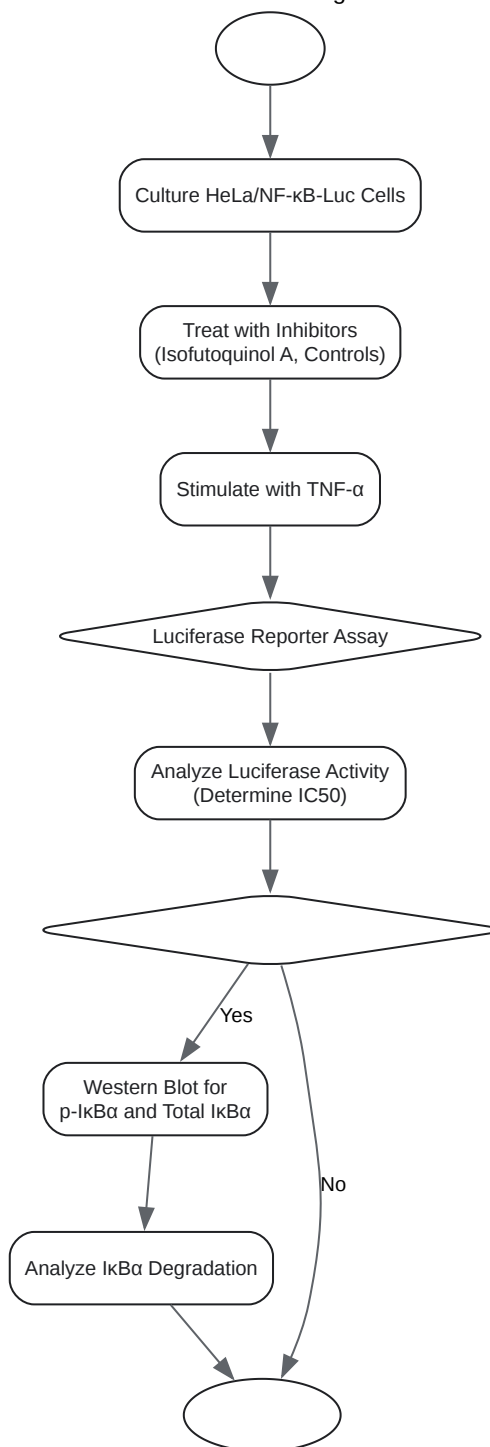 Culture HeLa/NF-κB-Luc Cells
Treat with Inhibitors
(Isofutoquinol A, Controls)
Stimulate with TNF-α
Luciferase Reporter Assay
Analyze Luciferase Activity
(Determine IC50)
Yes
Western Blot for
p-IκBα and Total IκBα
No
Analyze IκBα Degradation